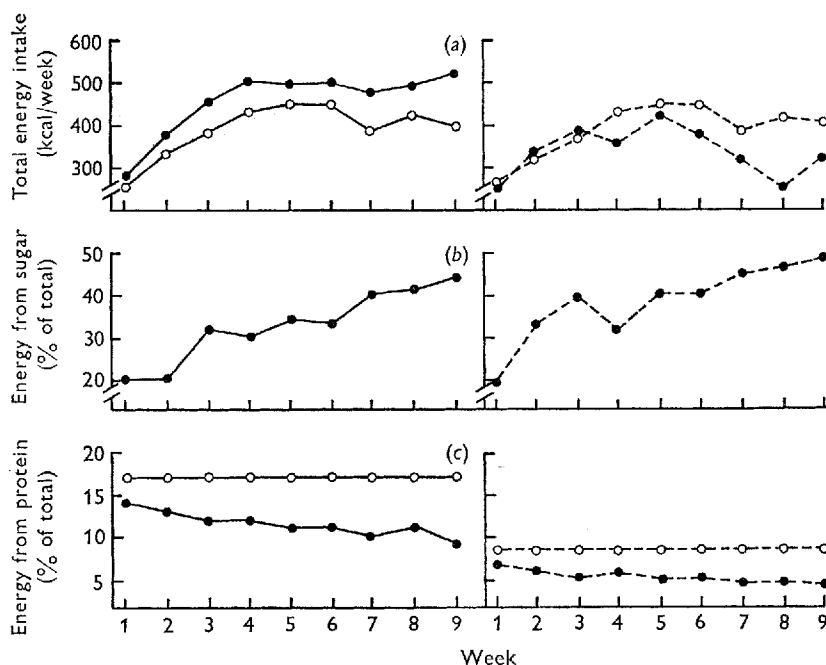 Total energy intake
(kcal/week)
600
500
400
300
(a)
Energy from sugar
(% of total)
50
40
30
20
(b)
Energy from protein
(% of total)
20
15
10
5
(c)
1 2 3 4 5 6 7 8 9
1 2 3 4 5 6 7 8 9
Week